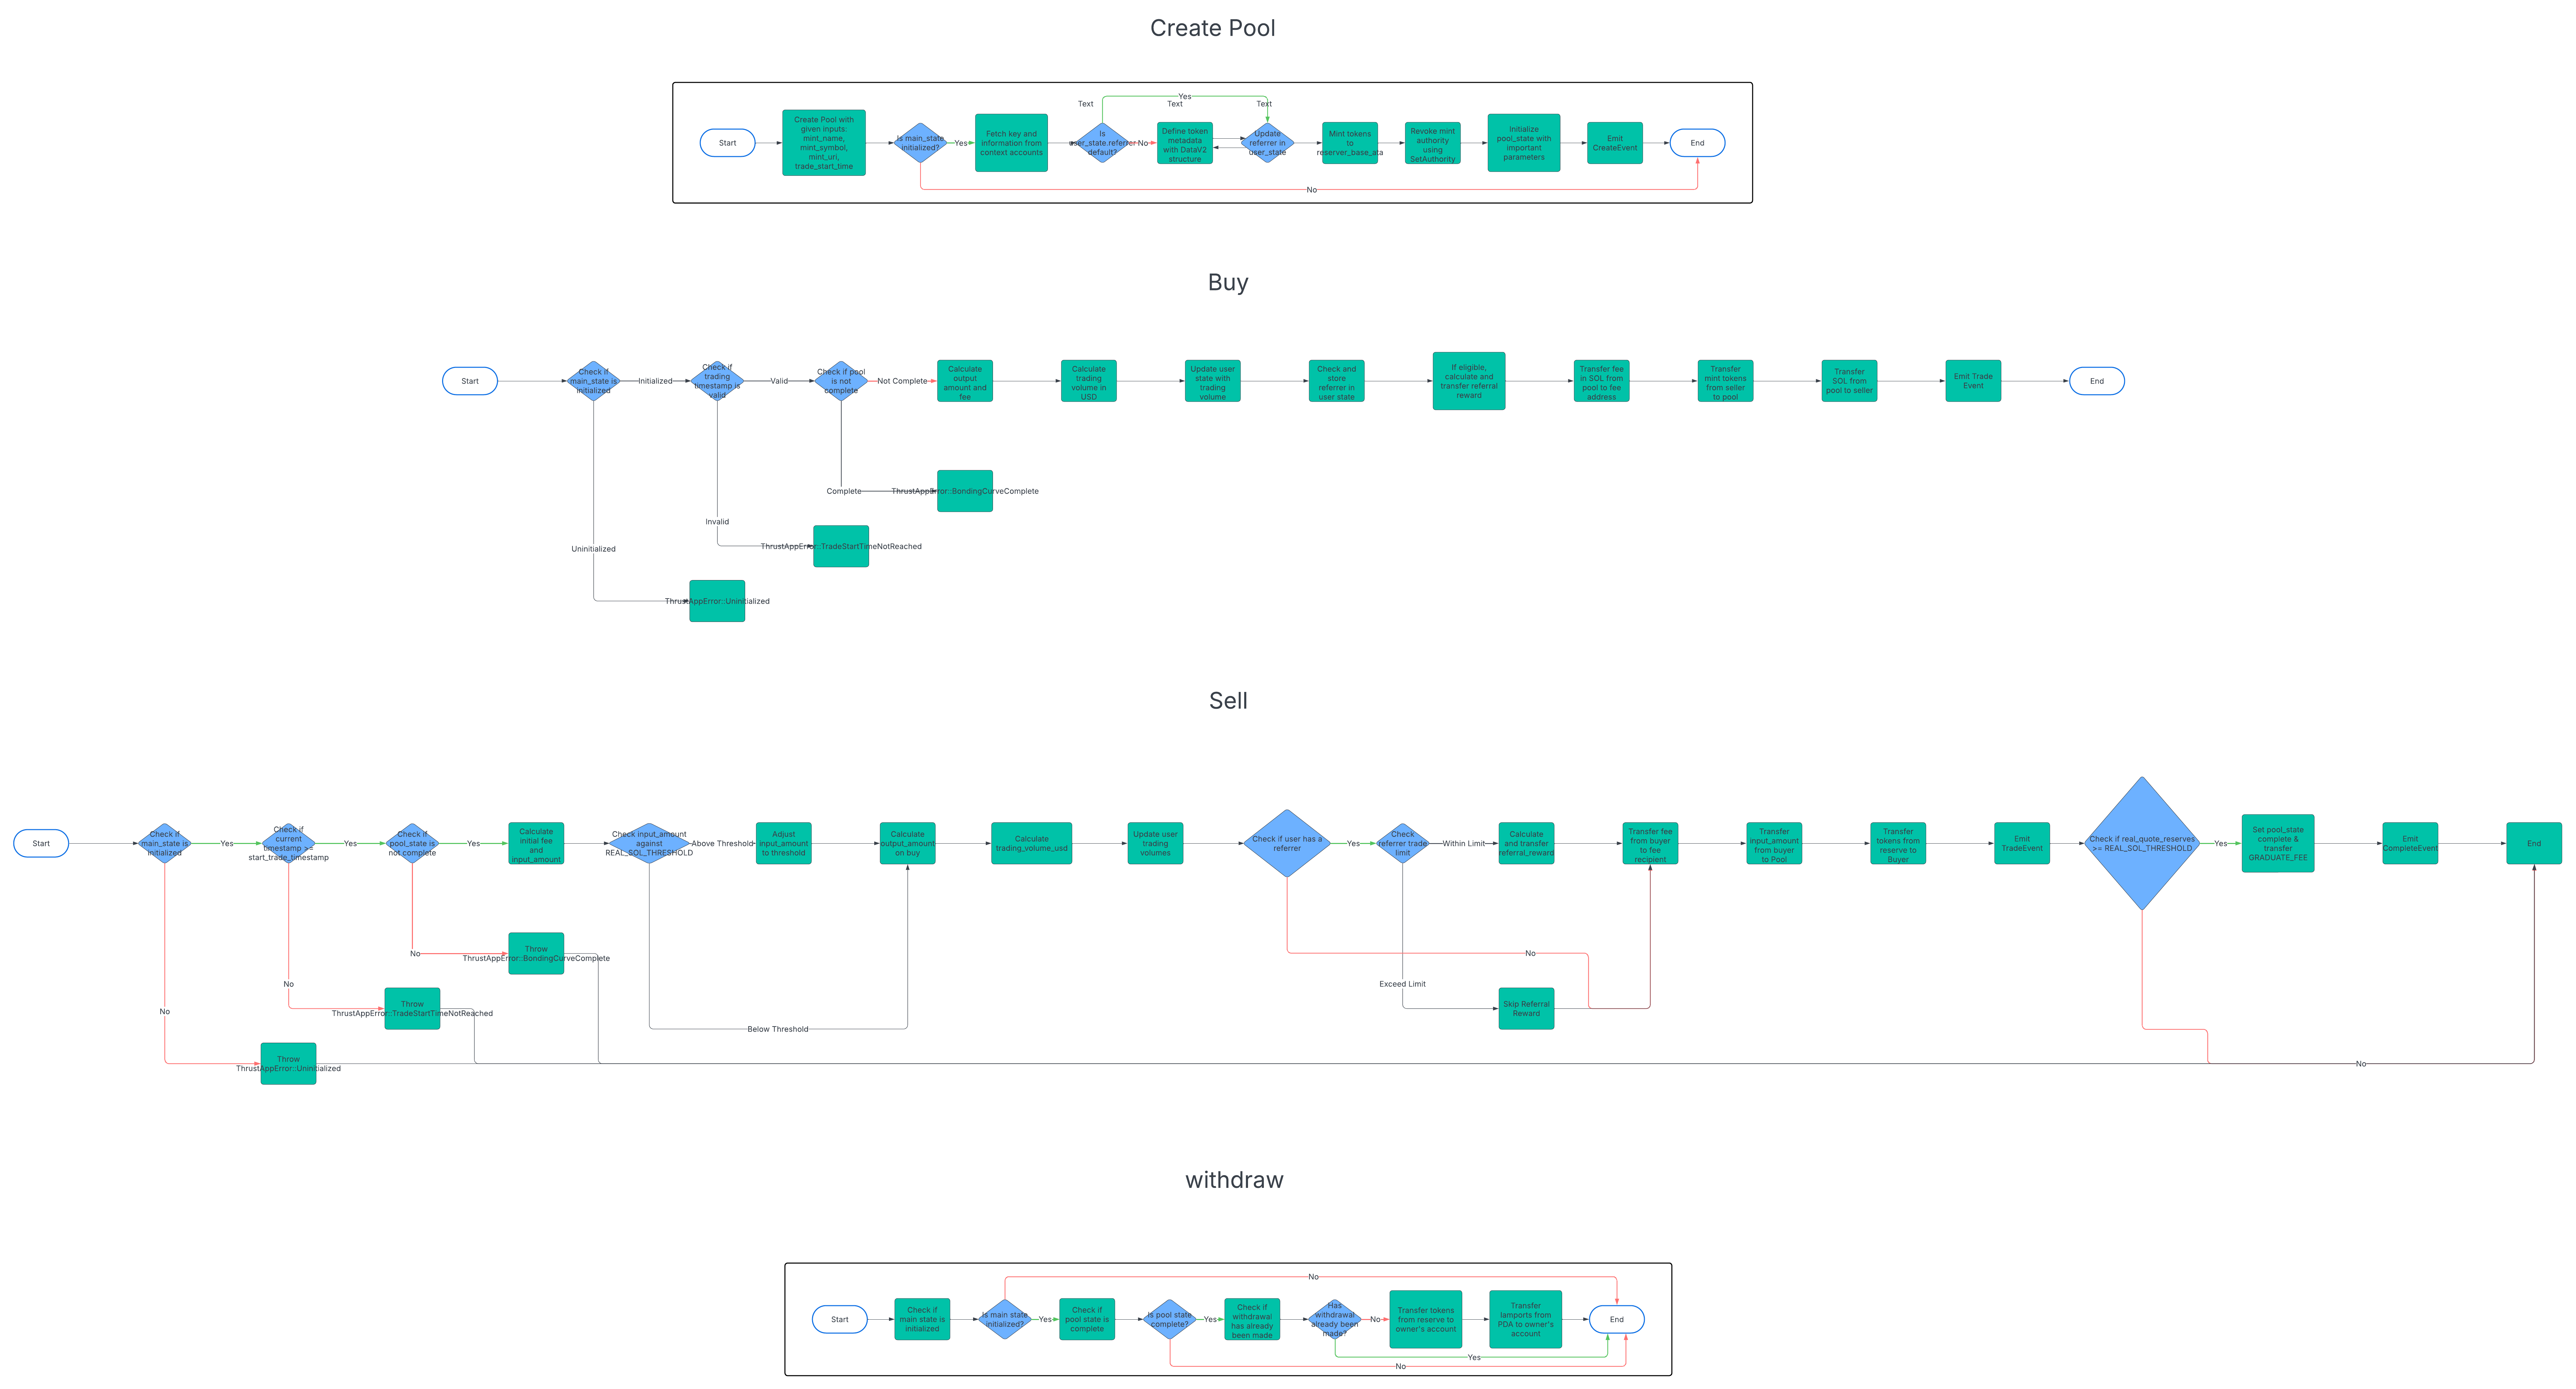 Create Pool
Text
Yes
Text
Text
Start
Create Pool with
given inputs:
mint_name,
mint_symbol,
mint_uri,
trade_start_time
Is main_state
initialized?
Yes
Fetch key and
information from
context accounts
Is
user_state.referrer
default?
No
Define token
metadata
with DataV2
structure
Update
referrer in
user_state
Mint tokens
to
reserver_base_ata
Revoke mint
authority
using
SetAuthority
Initialize
pool_state with
important
parameters
Emit
CreateEvent
End
No
Buy
Start
Check if
main_state is
initialized
Initialized
Check if
trading
timestamp is
valid
Valid
Check if pool
is not
complete
Not Complete
Calculate
output
amount and
fee
Calculate
trading
volume in
USD
Update user
state with
trading
volume
Check and
store
referrer in
user state
If eligible,
calculate and
transfer referral
reward
Transfer fee
in SOL from
pool to fee
address
Transfer
mint tokens
from seller
to pool
Transfer
SOL from
pool to seller
Emit Trade
Event
End
Complete
ThrustAppError::BondingCurveComplete
Invalid
ThrustAppError::TradeStartTimeNotReached
Uninitialized
ThrustAppError::Uninitialized
Sell
Start
Check if
main_state is
initialized
Yes
Check if
current
timestamp >=
start_trade_timestamp
Yes
Check if
pool_state is
not complete
Yes
Calculate
initial fee
and
input_amount
Check input_amount
against
REAL_SOL_THRESHOLD
Above Threshold
Adjust
input_amount
to threshold
Calculate
output_amount
on buy
Calculate
trading_volume_usd
Update user
trading
volumes
Check if user has a
referrer
Yes
Check
referrer trade
limit
Within Limit
Calculate
and transfer
referral_reward
Transfer fee
from buyer
to fee
recipient
Transfer
input_amount
from buyer
to Pool
Transfer
tokens from
reserve to
Buyer
Emit
TradeEvent
Check if real_quote_reserves
>= REAL_SOL_THRESHOLD
Yes
Set pool_state
complete &
transfer
GRADUATE_FEE
Emit
CompleteEvent
End
No
Throw
ThrustAppError::BondingCurveComplete
No
No
Throw
ThrustAppError::TradeStartTimeNotReached
Exceed Limit
Skip Referral
Reward
No
Below Threshold
Throw
ThrustAppError::Uninitialized
No
withdraw
No
Start
Check if
main state is
initialized
Is main state
initialized?
Yes
Check if
pool state is
complete
Is pool state
complete?
Yes
Check if
withdrawal
has already
been made
Has
withdrawal
already been
made?
No
Transfer tokens
from reserve to
owner's account
Transfer
lamports from
PDA to owner's
account
End
Yes
No